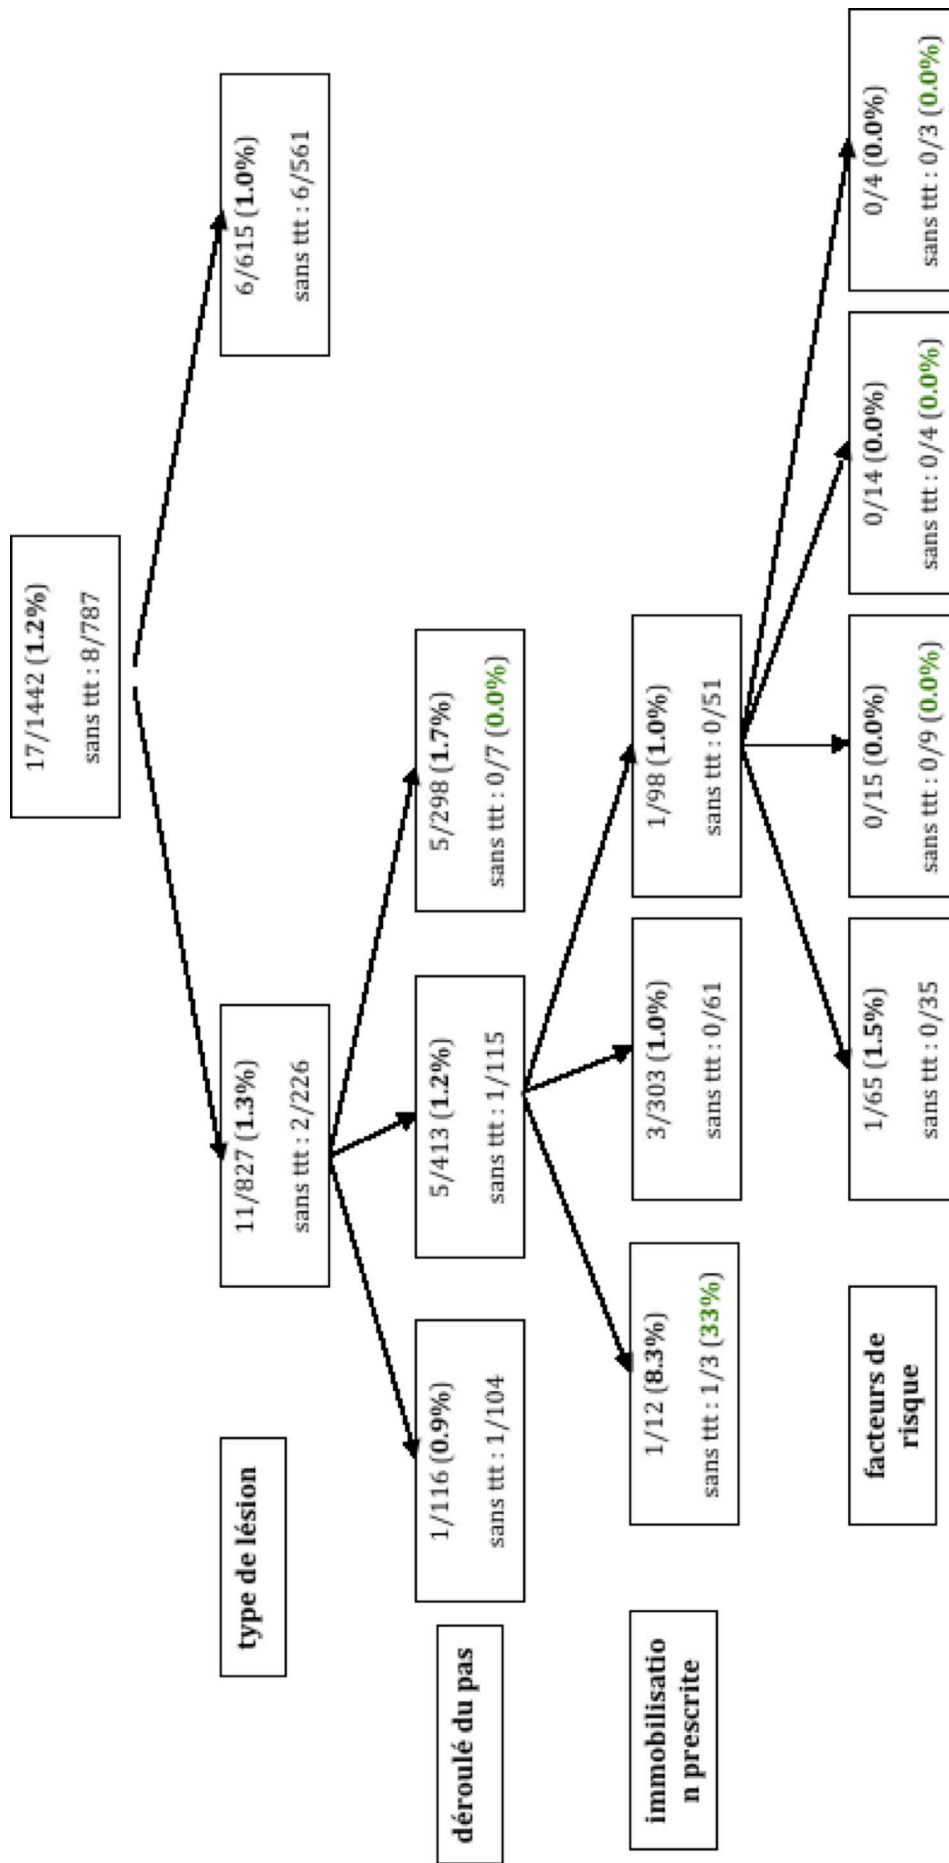 17/1442 (1.2%)
sans ttt : 8/787
type de lésion
11/827 (1.3%)
sans ttt : 2/226
6/615 (1.0%)
sans ttt : 6/561
déroulé du pas
1/116 (0.9%)
sans ttt : 1/104
5/413 (1.2%)
sans ttt : 1/115
5/298 (1.7%)
sans ttt : 0/7 (0.0%)
immobilisatio
n prescrite
1/12 (8.3%)
sans ttt : 1/3 (33%)
3/303 (1.0%)
sans ttt : 0/61
1/98 (1.0%)
sans ttt : 0/51
facteurs de
risque
1/65 (1.5%)
sans ttt : 0/35
0/15 (0.0%)
sans ttt : 0/9 (0.0%)
0/14 (0.0%)
sans ttt : 0/4 (0.0%)
0/4 (0.0%)
sans ttt : 0/3 (0.0%)